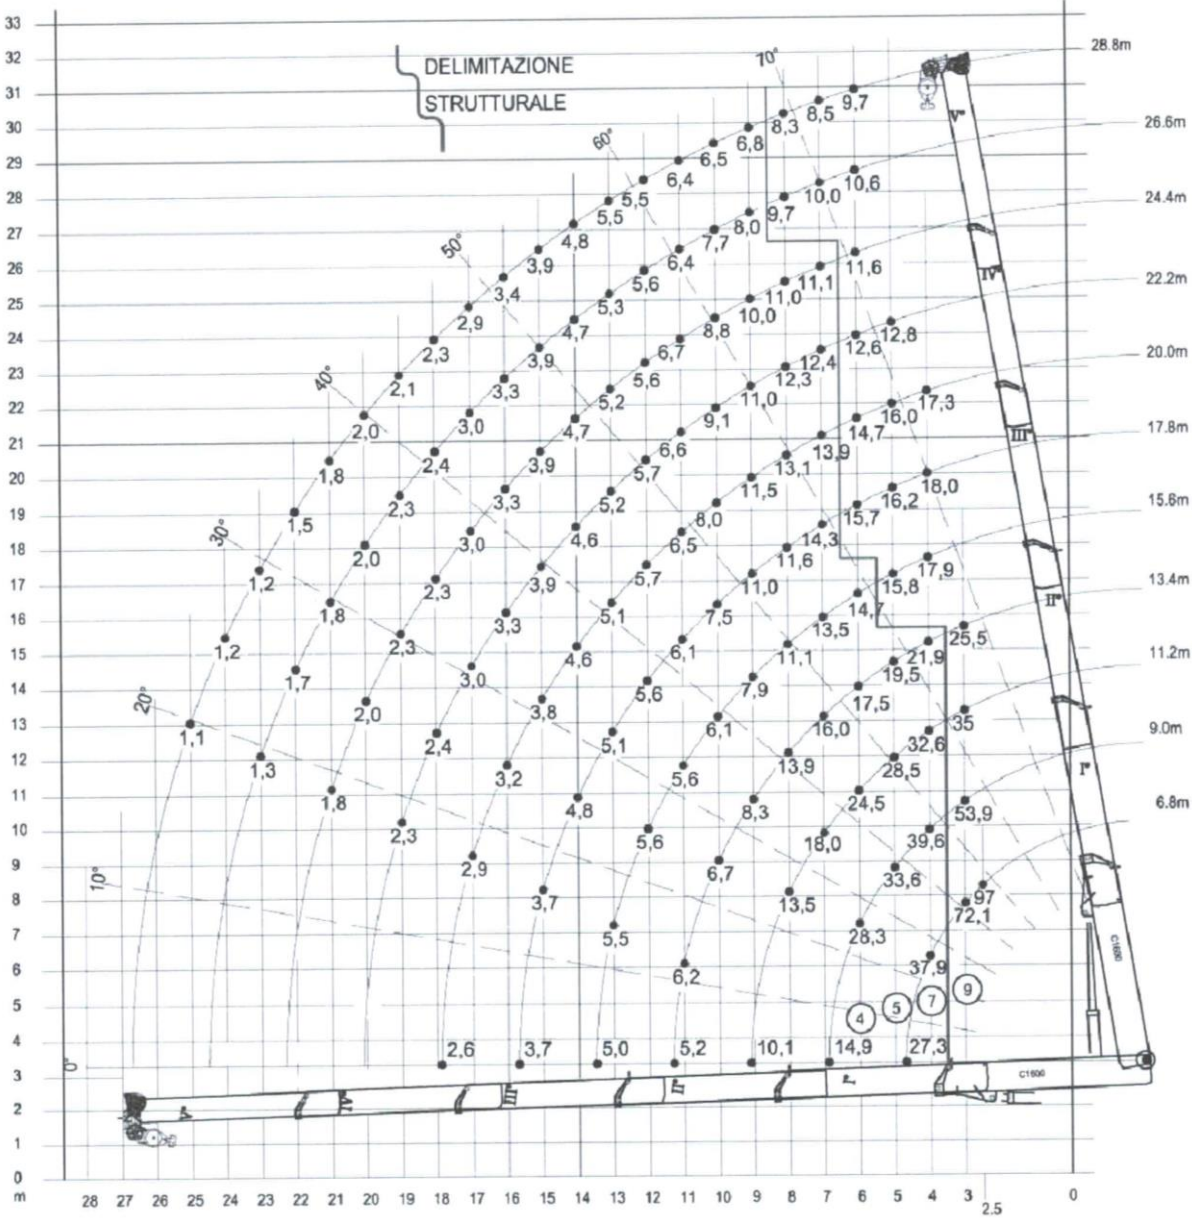 33
32
31
30
29
28
27
26
25
24
23
22
21
20
19
18
17
16
15
14
13
12
11
10
9
8
7
6
5
4
3
2
1
0
m
DELIMITAZIONE
STRUTTURALE
70°
60°
50°
40°
30°
20°
10°
0°
28.8m
26.6m
24.4m
22.2m
20.0m
17.8m
15.6m
13.4m
11.2m
9.0m
6.8m
1,1 1,2 1,2 1,5 1,8 2,0 2,1 2,3 2,9 3,4 3,9 4,8 5,5 5,5 6,4 6,5 6,8 8,3 8,5 9,7
1,3 1,7 1,8 2,0 2,3 2,4 3,0 3,3 3,9 4,7 5,3 5,6 6,4 7,7 8,0 9,7 10,0 10,6
1,8 2,0 2,3 2,3 3,0 3,3 3,9 4,7 5,2 5,6 6,7 8,8 10,0 11,0 11,1 11,6
2,3 2,4 3,0 3,3 3,9 4,6 5,2 5,7 6,6 9,1 11,0 12,3 12,4 12,6 12,8
2,6 2,9 3,2 3,8 4,6 5,1 5,7 6,5 8,0 11,5 13,1 13,9 14,7 16,0 17,3
3,7 3,7 4,8 5,1 5,6 6,1 7,5 11,0 11,6 14,3 15,7 16,2 18,0
5,0 5,5 5,6 5,6 6,1 7,9 11,1 13,5 14,7 15,8 17,9
5,2 6,2 6,7 8,3 13,9 16,0 17,5 19,5 21,9 25,5
10,1 13,5 18,0 24,5 28,5 32,6 35
14,9 28,3 33,6 39,6 53,9
27,3 37,9 72,1 97
4 5 7 9
V°
IV°
III°
II°
I°
C1600
V°
IV°
III°
II°
I°
C1600
28 27 26 25 24 23 22 21 20 19 18 17 16 15 14 13 12 11 10 9 8 7 6 5 4 3 2.5 0